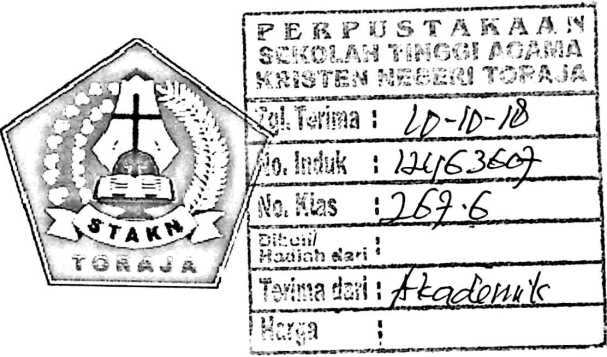 STAKN
TORAJA
PERPUSTAKAAN
SEKOLAH TINGGI AGAMA
KRISTEN NEGERI TORAJA
Tgl. Terima : 10-10-18
No. Induk :
No. Klas : 267.6
Dibeli/
Hadiah dari :
Terima dari : Akademik
Harga :